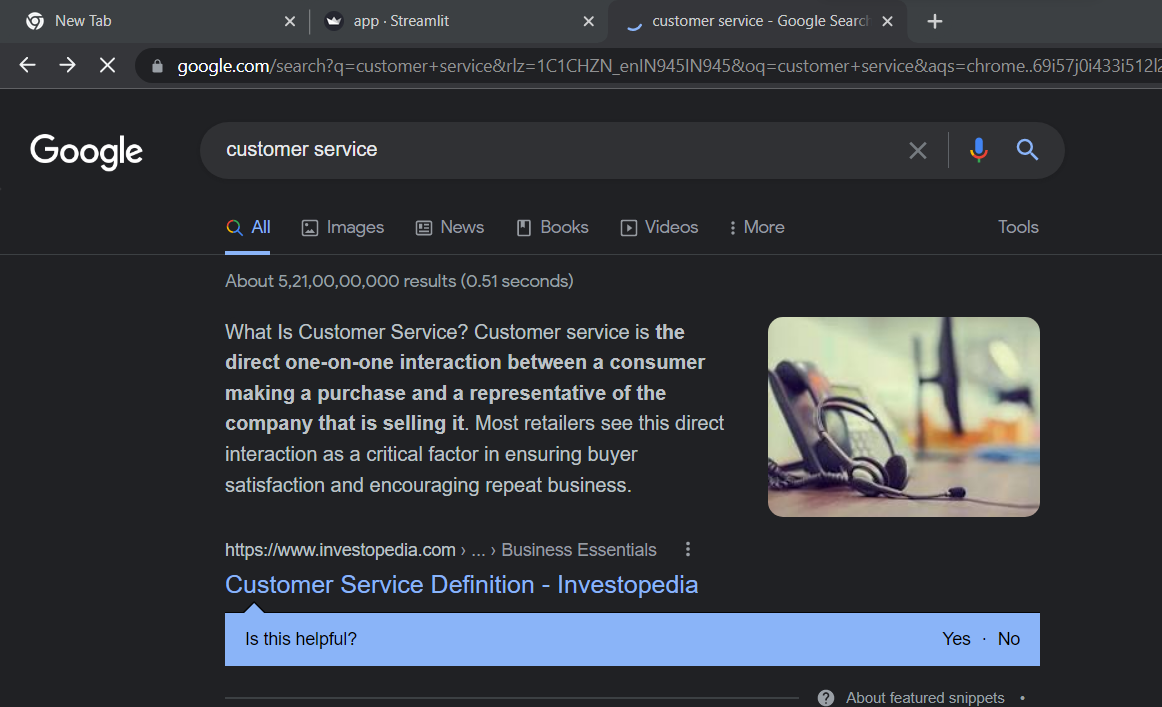 New Tab
app · Streamlit
customer service - Google Search
google.com/search?q=customer+service&rlz=1C1CHZN_enIN945IN945&oq=customer+service&aqs=chrome..69i57j0i433i512l2
Google
customer service
All
Images
News
Books
Videos
More
Tools
About 5,21,00,00,000 results (0.51 seconds)
What Is Customer Service? Customer service is the
direct one-on-one interaction between a consumer
making a purchase and a representative of the
company that is selling it. Most retailers see this direct
interaction as a critical factor in ensuring buyer
satisfaction and encouraging repeat business.
https://www.investopedia.com › ... › Business Essentials
Customer Service Definition - Investopedia
Is this helpful?
Yes · No
About featured snippets •